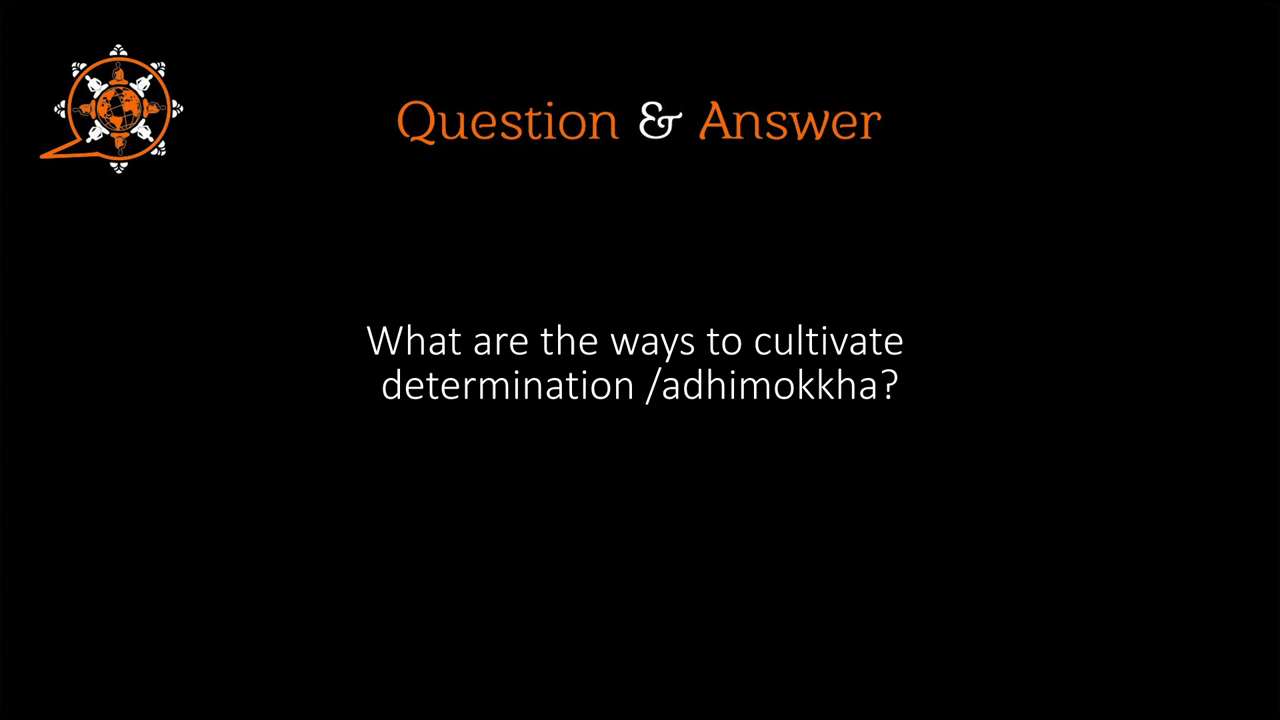 Question & Answer
What are the ways to cultivate
determination /adhimokkha?